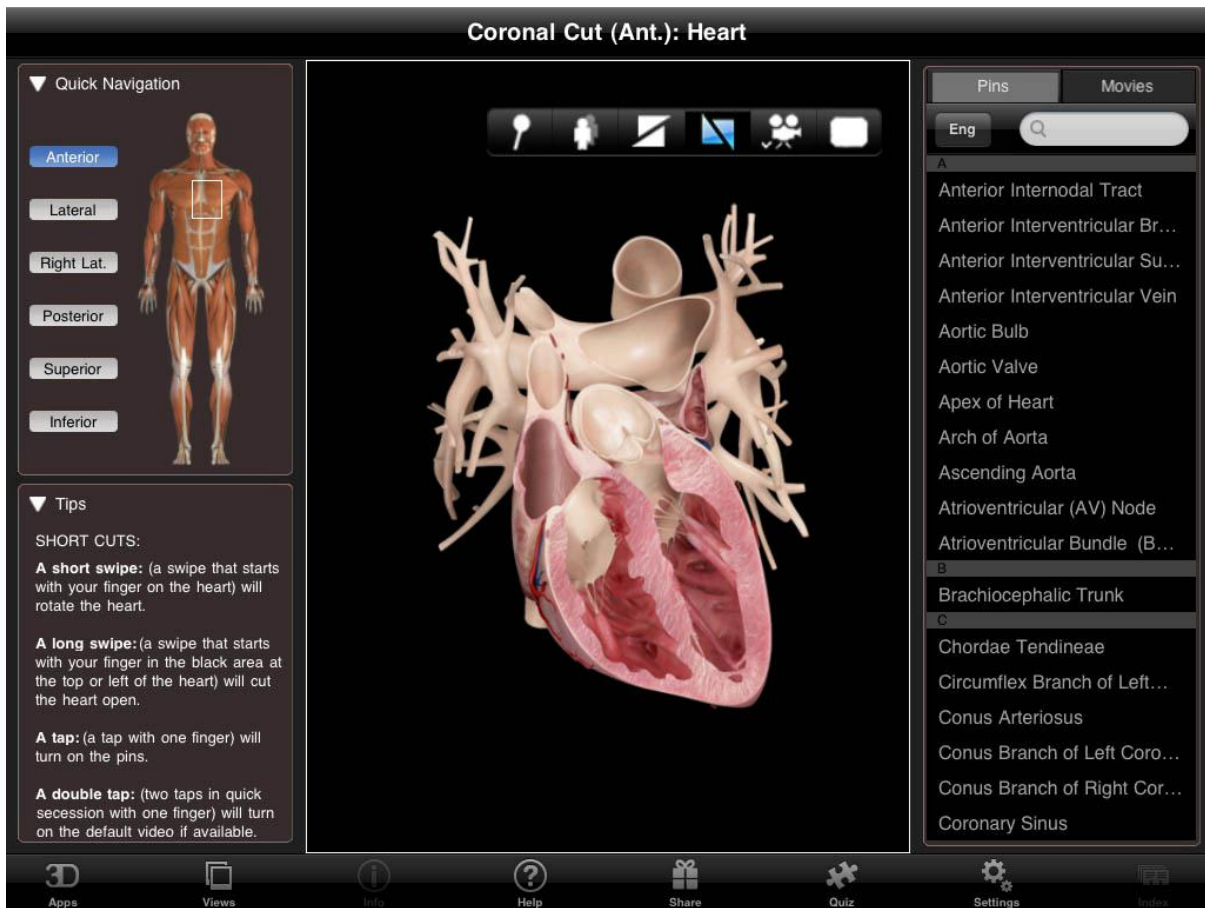 Coronal Cut (Ant.): Heart
Quick Navigation
Anterior
Lateral
Right Lat.
Posterior
Superior
Inferior
Tips
SHORT CUTS:
A short swipe: (a swipe that starts
with your finger on the heart) will
rotate the heart.
A long swipe: (a swipe that starts
with your finger in the black area at
the top or left of the heart) will cut
the heart open.
A tap: (a tap with one finger) will
turn on the pins.
A double tap: (two taps in quick
secession with one finger) will turn
on the default video if available.
Pins Movies
Eng
A
Anterior Internodal Tract
Anterior Interventricular Br...
Anterior Interventricular Su...
Anterior Interventricular Vein
Aortic Bulb
Aortic Valve
Apex of Heart
Arch of Aorta
Ascending Aorta
Atrioventricular (AV) Node
Atrioventricular Bundle (B...
B
Brachiocephalic Trunk
C
Chordae Tendineae
Circumflex Branch of Left...
Conus Arteriosus
Conus Branch of Left Coro...
Conus Branch of Right Cor...
Coronary Sinus
3D
Apps Views Info Help Share Quiz Settings Index